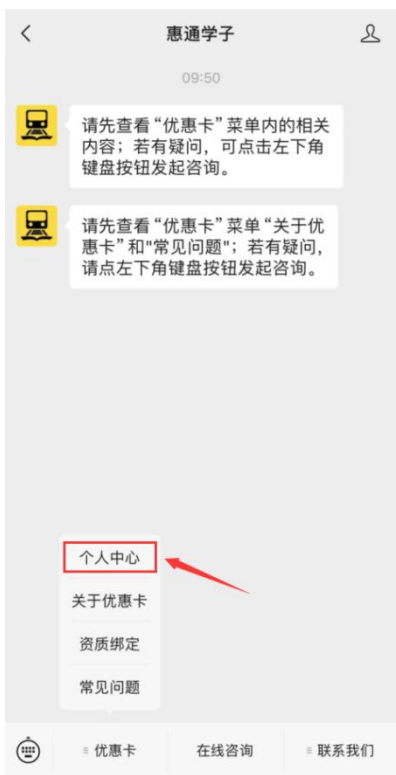 惠通学子
09:50
请先查看“优惠卡”菜单内的相关
内容；若有疑问，可点击左下角
键盘按钮发起咨询。
请先查看“优惠卡”菜单“关于优
惠卡”和"常见问题"；若有疑问，
请点左下角键盘按钮发起咨询。
个人中心
关于优惠卡
资质绑定
常见问题
优惠卡
在线咨询
联系我们